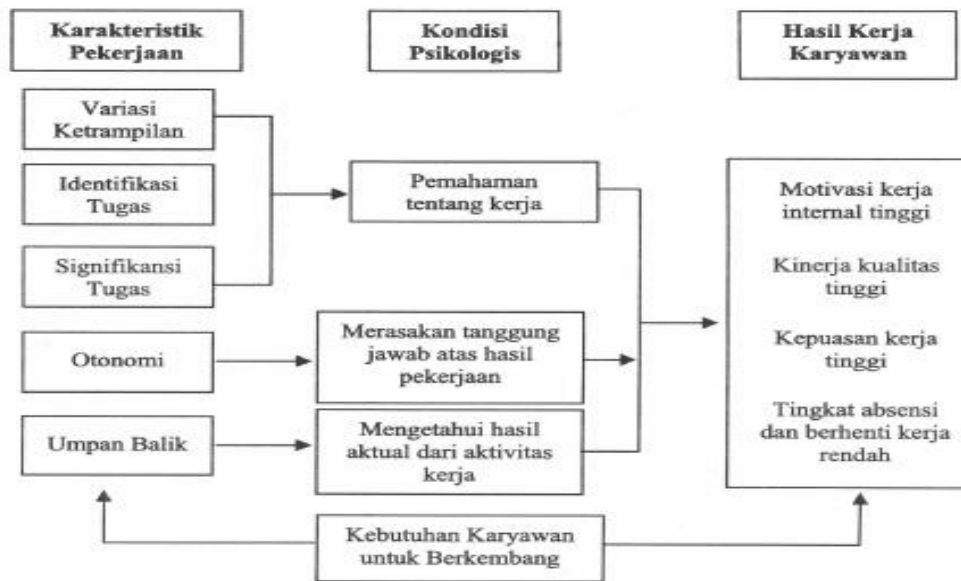 Karakteristik
Pekerjaan
Kondisi
Psikologis
Hasil Kerja
Karyawan
Variasi
Ketrampilan
Identifikasi
Tugas
Signifikansi
Tugas
Otonomi
Umpan Balik
Pemahaman
tentang kerja
Merasakan tanggung
jawab atas hasil
pekerjaan
Mengetahui hasil
aktual dari aktivitas
kerja
Kebutuhan Karyawan
untuk Berkembang
Motivasi kerja
internal tinggi
Kinerja kualitas
tinggi
Kepuasan kerja
tinggi
Tingkat absensi
dan berhenti kerja
rendah